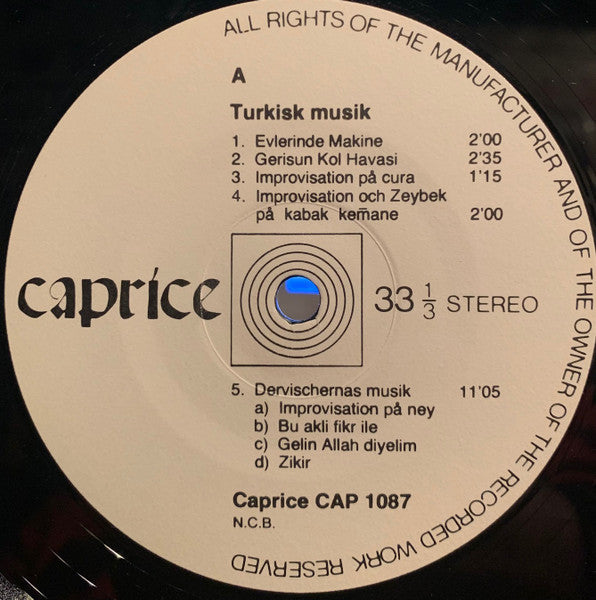 ALL RIGHTS OF THE MANUFACTURER AND OF THE OWNER OF THE RECORDED WORK RESERVED
A
Turkisk musik
1. Evlerinde Makine 2'00
2. Gerisun Kol Havasi 2'35
3. Improvisation på cura 1'15
4. Improvisation och Zeybek
på kabak kemāne 2'00
caprice
33 1/3 STEREO
5. Dervischernas musik 11'05
a) Improvisation på ney
b) Bu akli fikr ile
c) Gelin Allah diyelim
d) Zikir
Caprice CAP 1087
N.C.B.